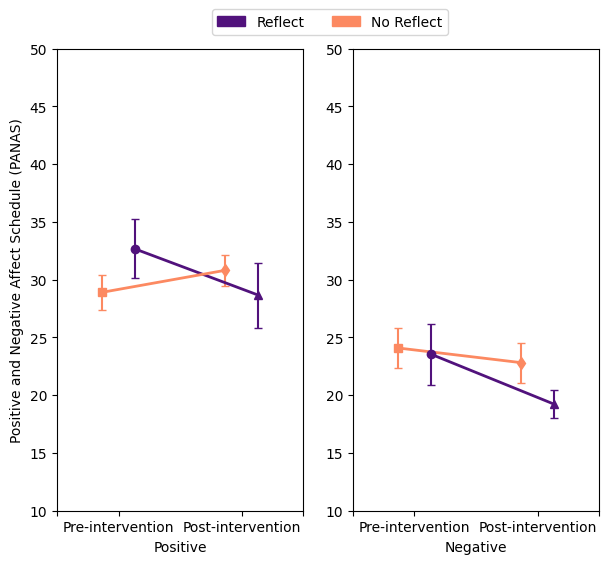 Reflect
No Reflect
Positive and Negative Affect Schedule (PANAS)
50
45
40
35
30
25
20
15
10
Pre-intervention
Post-intervention
Positive
50
45
40
35
30
25
20
15
10
Pre-intervention
Post-intervention
Negative